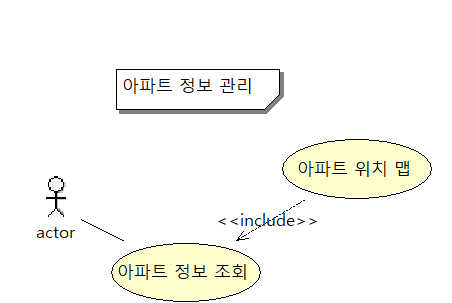 아파트 정보 관리
아파트 위치 맵
<<include>>
actor
아파트 정보 조회